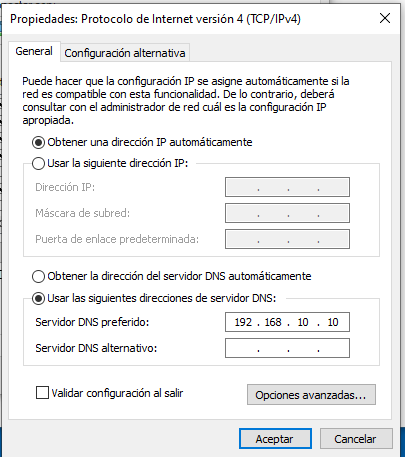 Propiedades: Protocolo de Internet versión 4 (TCP/IPv4)
General
Configuración alternativa
Puede hacer que la configuración IP se asigne automáticamente si la
red es compatible con esta funcionalidad. De lo contrario, deberá
consultar con el administrador de red cuál es la configuración IP
apropiada.
Obtener una dirección IP automáticamente
Usar la siguiente dirección IP:
Dirección IP:
Máscara de subred:
Puerta de enlace predeterminada:
Obtener la dirección del servidor DNS automáticamente
Usar las siguientes direcciones de servidor DNS:
Servidor DNS preferido: 192 . 168 . 10 . 10
Servidor DNS alternativo:
Validar configuración al salir
Opciones avanzadas...
Aceptar
Cancelar